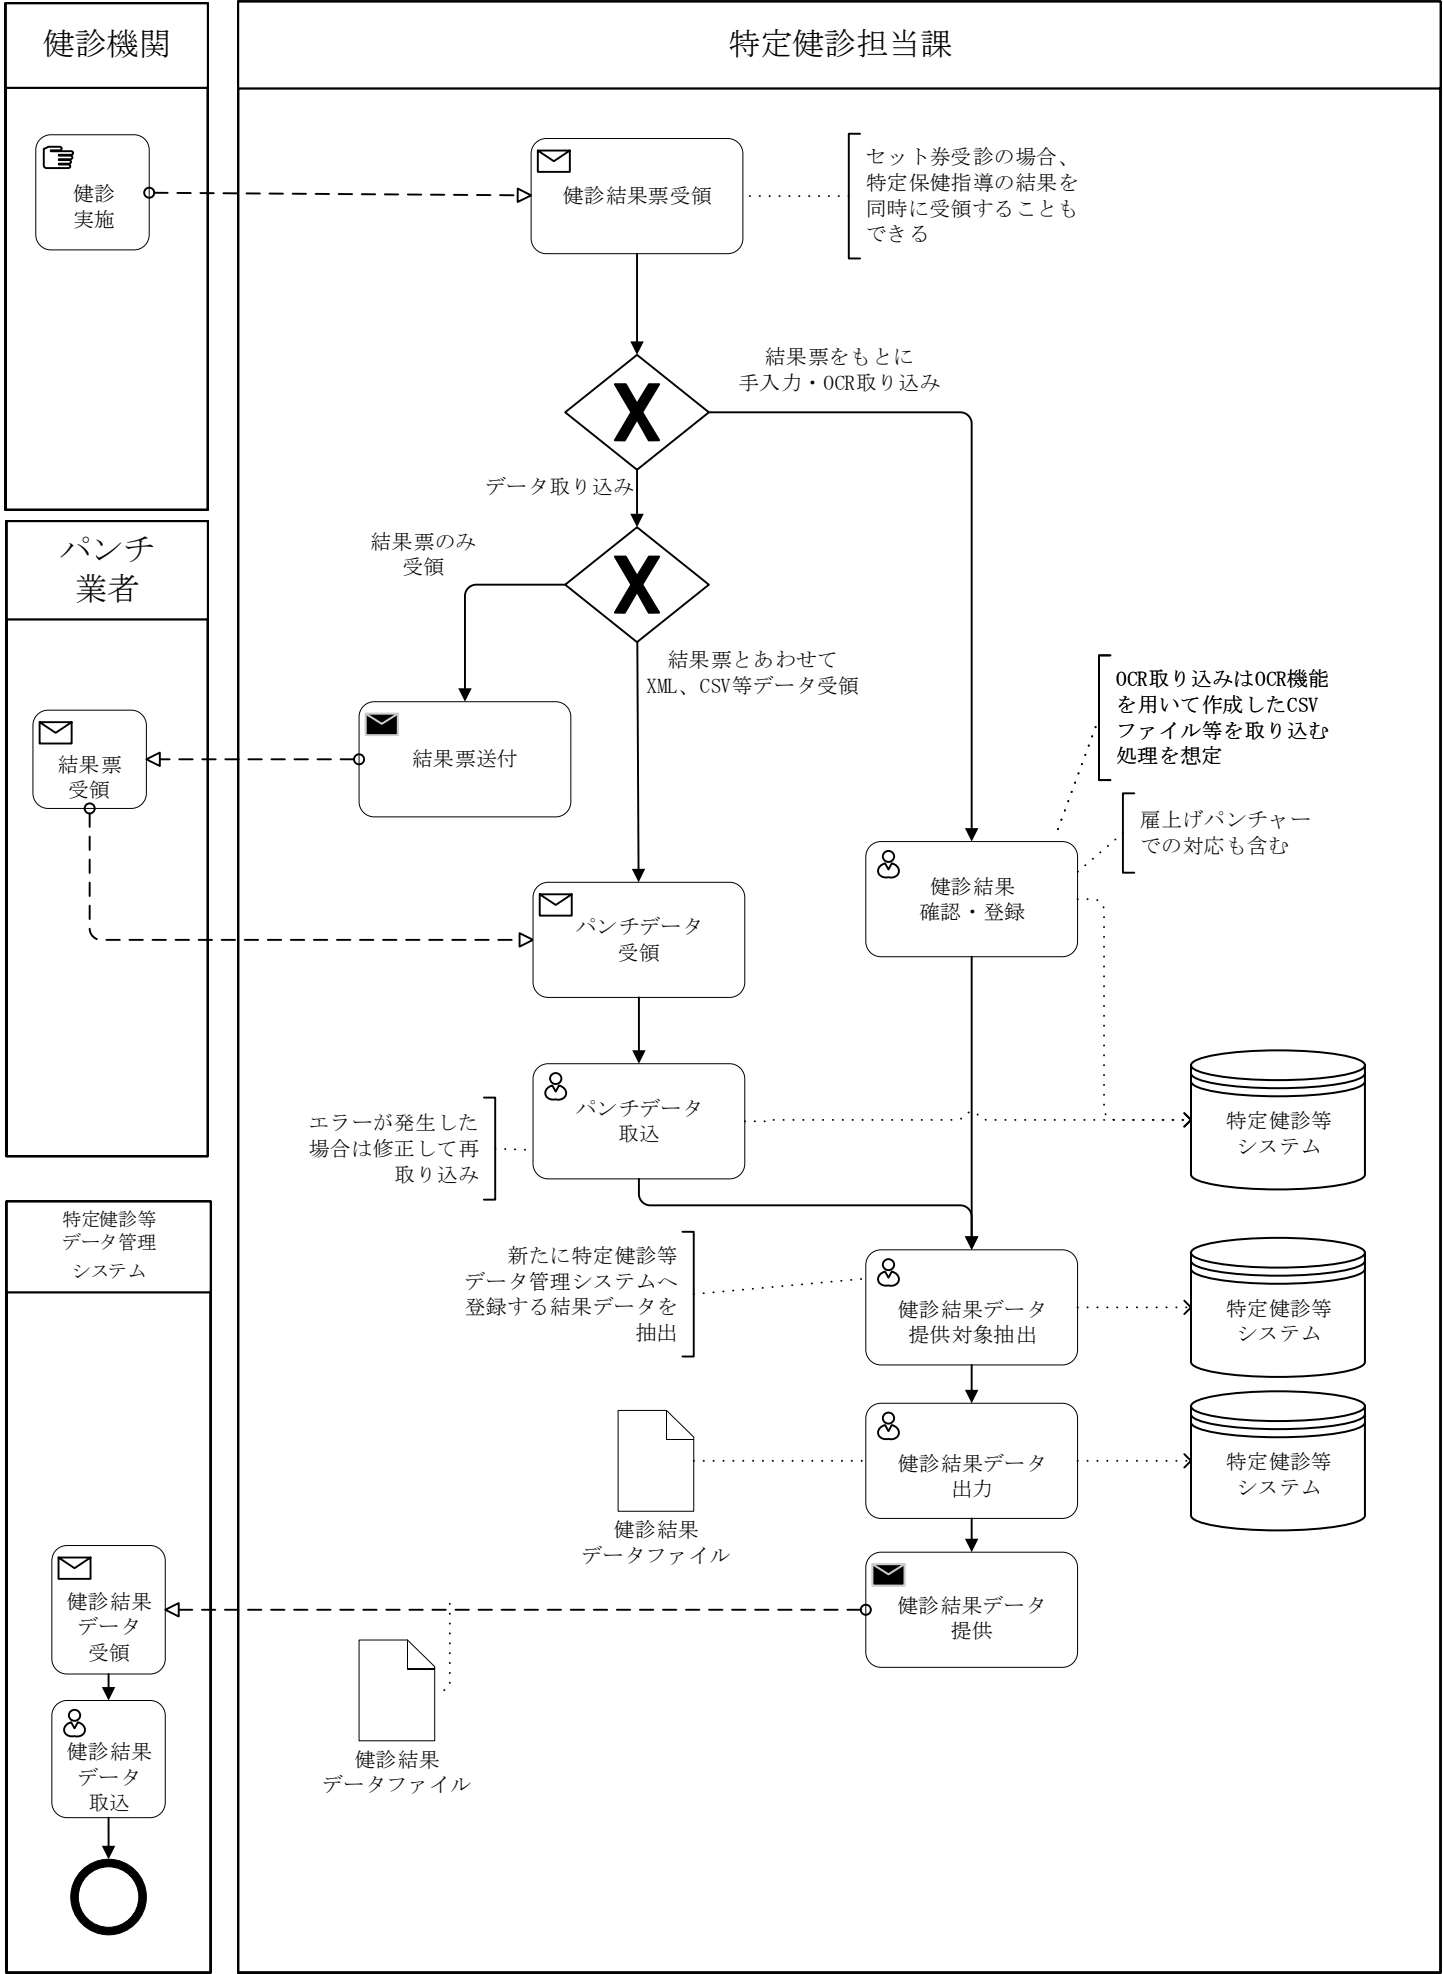 健診機関
特定健診担当課
健診
実施
健診結果票受領
セット券受診の場合、
特定保健指導の結果を
同時に受領することも
できる
結果票をもとに
手入力・OCR取り込み
X
データ取り込み
パンチ
業者
結果票のみ
受領
X
結果票とあわせて
XML、CSV等データ受領
OCR取り込みはOCR機能
を用いて作成したCSV
ファイル等を取り込む
処理を想定
結果票
受領
結果票送付
雇上げパンチャー
での対応も含む
健診結果
確認・登録
パンチデータ
受領
エラーが発生した
場合は修正して再
取り込み
パンチデータ
取込
特定健診等
システム
特定健診等
データ管理
システム
新たに特定健診等
データ管理システムへ
登録する結果データを
抽出
健診結果データ
提供対象抽出
特定健診等
システム
健診結果データ
出力
特定健診等
システム
健診結果
データファイル
健診結果
データ
受領
健診結果データ
提供
健診結果
データ
取込
健診結果
データファイル